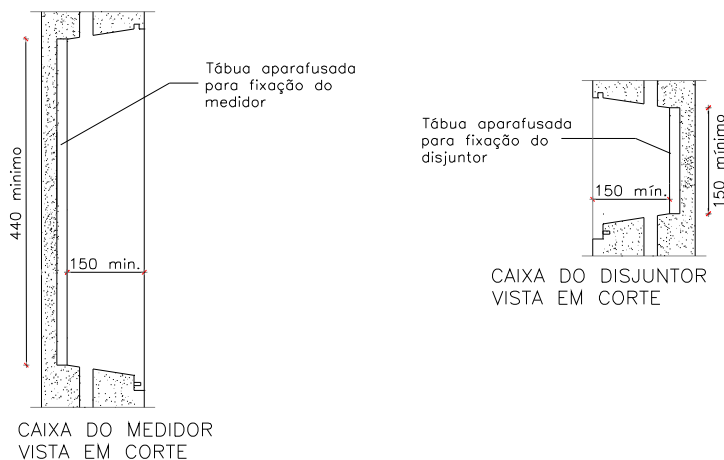 Tábua aparafusada
para fixação do
medidor
440 minimo
150 min.
CAIXA DO MEDIDOR
VISTA EM CORTE
Tábua aparafusada
para fixação do
disjuntor
150 mín.
150 mínimo
CAIXA DO DISJUNTOR
VISTA EM CORTE